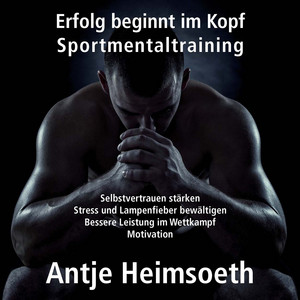 Erfolg beginnt im Kopf
Sportmentaltraining
Selbstvertrauen stärken
Stress und Lampenfieber bewältigen
Bessere Leistung im Wettkampf
Motivation
Antje Heimsoeth